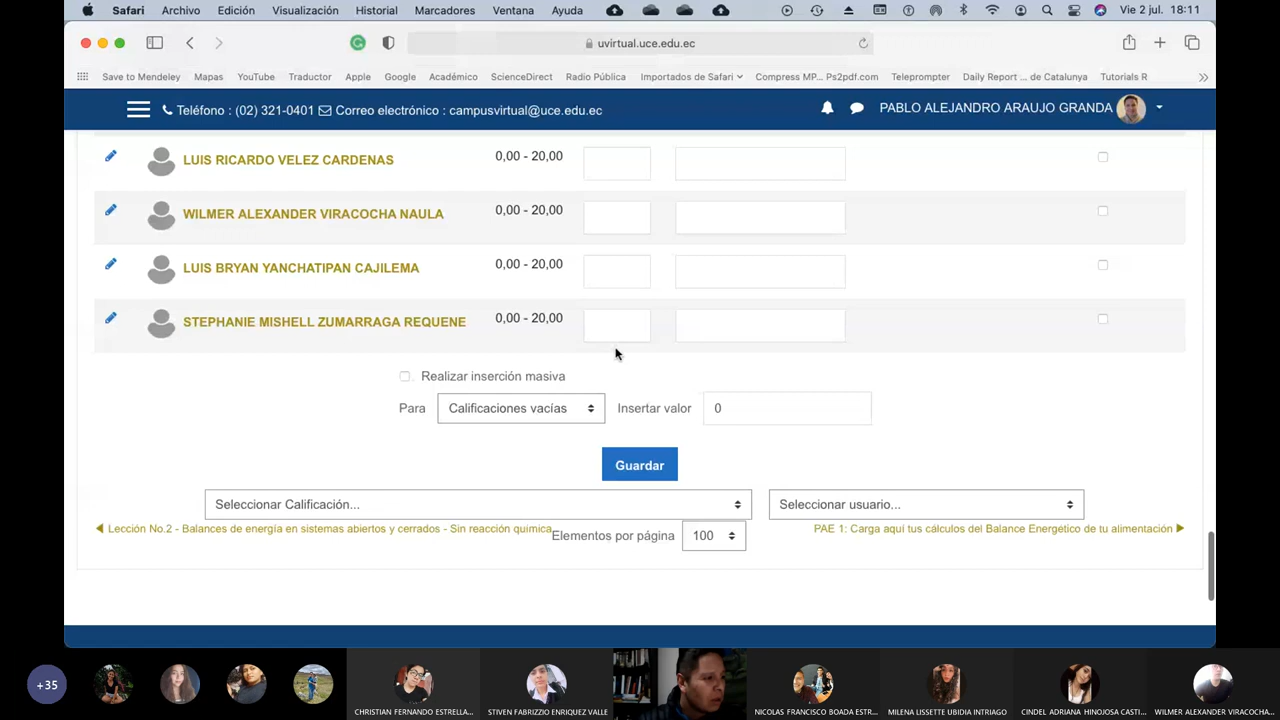 Safari Archivo Edición Visualización Historial Marcadores Ventana Ayuda Vie 2 jul. 18:11
uvirtual.uce.edu.ec
Save to Mendeley Mapas YouTube Traductor Apple Google Académico ScienceDirect Radio Pública Importados de Safari Compress MP... Ps2pdf.com Teleprompter Daily Report ... de Catalunya Tutorials R
Teléfono : (02) 321-0401 Correo electrónico : campusvirtual@uce.edu.ec PABLO ALEJANDRO ARAUJO GRANDA
LUIS RICARDO VELEZ CARDENAS 0,00 - 20,00
WILMER ALEXANDER VIRACOCHA NAULA 0,00 - 20,00
LUIS BRYAN YANCHATIPAN CAJILEMA 0,00 - 20,00
STEPHANIE MISHELL ZUMARRAGA REQUENE 0,00 - 20,00
Realizar inserción masiva
Para Calificaciones vacías Insertar valor 0
Guardar
Seleccionar Calificación... Seleccionar usuario...
Lección No.2 - Balances de energía en sistemas abiertos y cerrados - Sin reacción química PAE 1: Carga aquí tus cálculos del Balance Energético de tu alimentación
Elementos por página 100
+35 CHRISTIAN FERNANDO ESTRELLA... STIVEN FABRIZZIO ENRIQUEZ VALLE NICOLAS FRANCISCO BOADA ESTR... MILENA LISSETTE UBIDIA INTRIAGO CINDEL ADRIANA HINOJOSA CASTI... WILMER ALEXANDER VIRACOCHA...